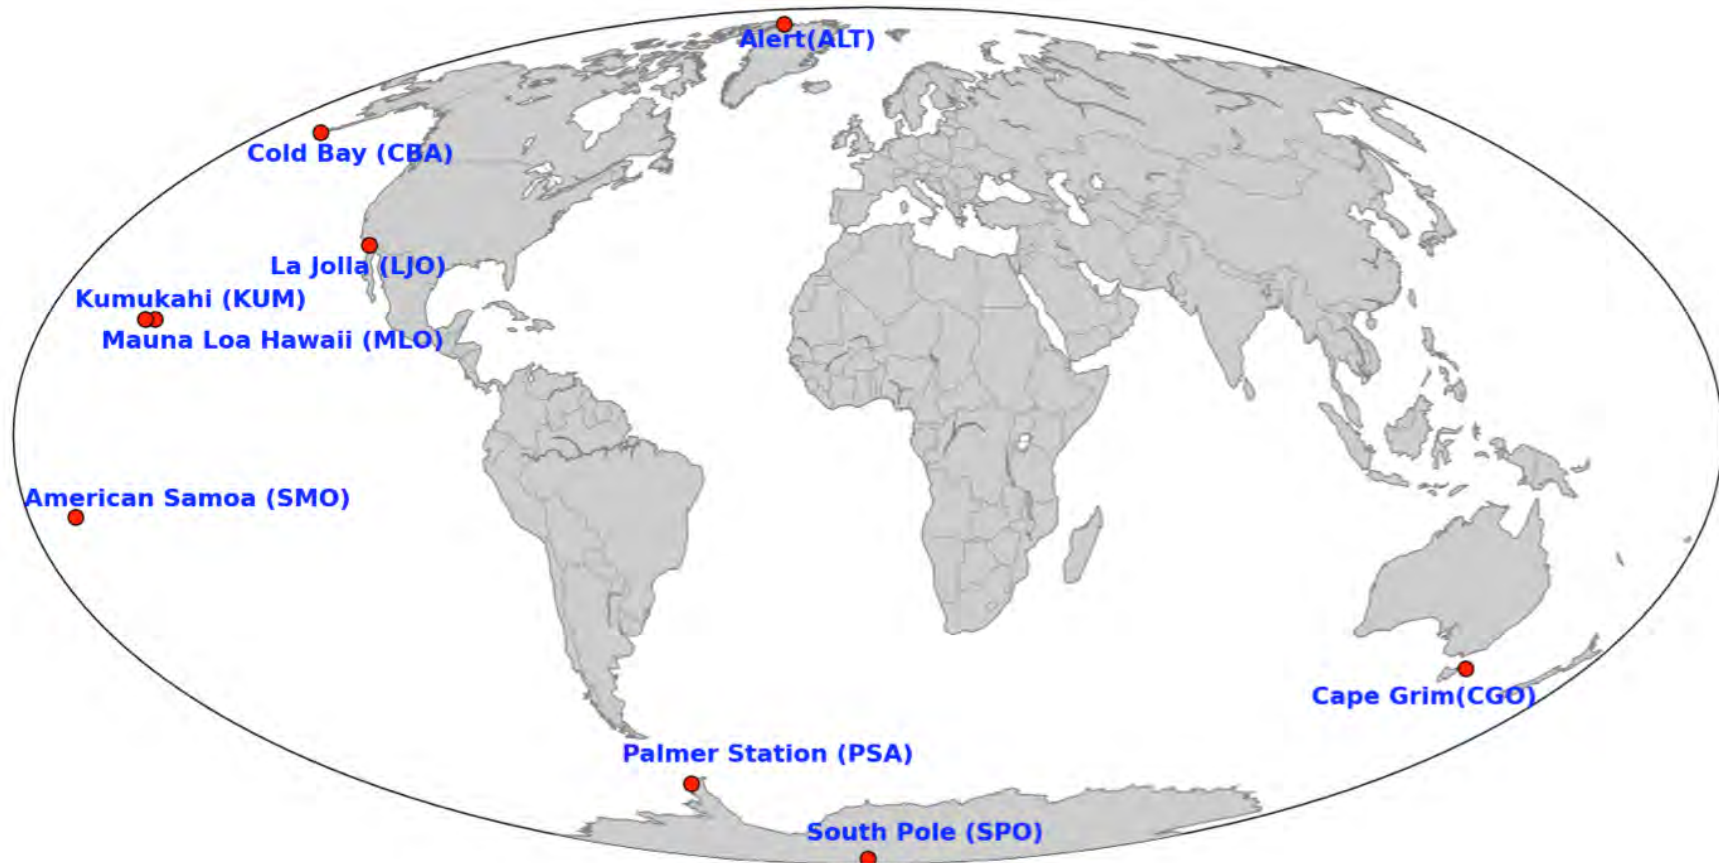 Alert(ALT)
Cold Bay (CBA)
La Jolla (LJO)
Kumukahi (KUM)
Mauna Loa Hawaii (MLO)
American Samoa (SMO)
Cape Grim(CGO)
Palmer Station (PSA)
South Pole (SPO)